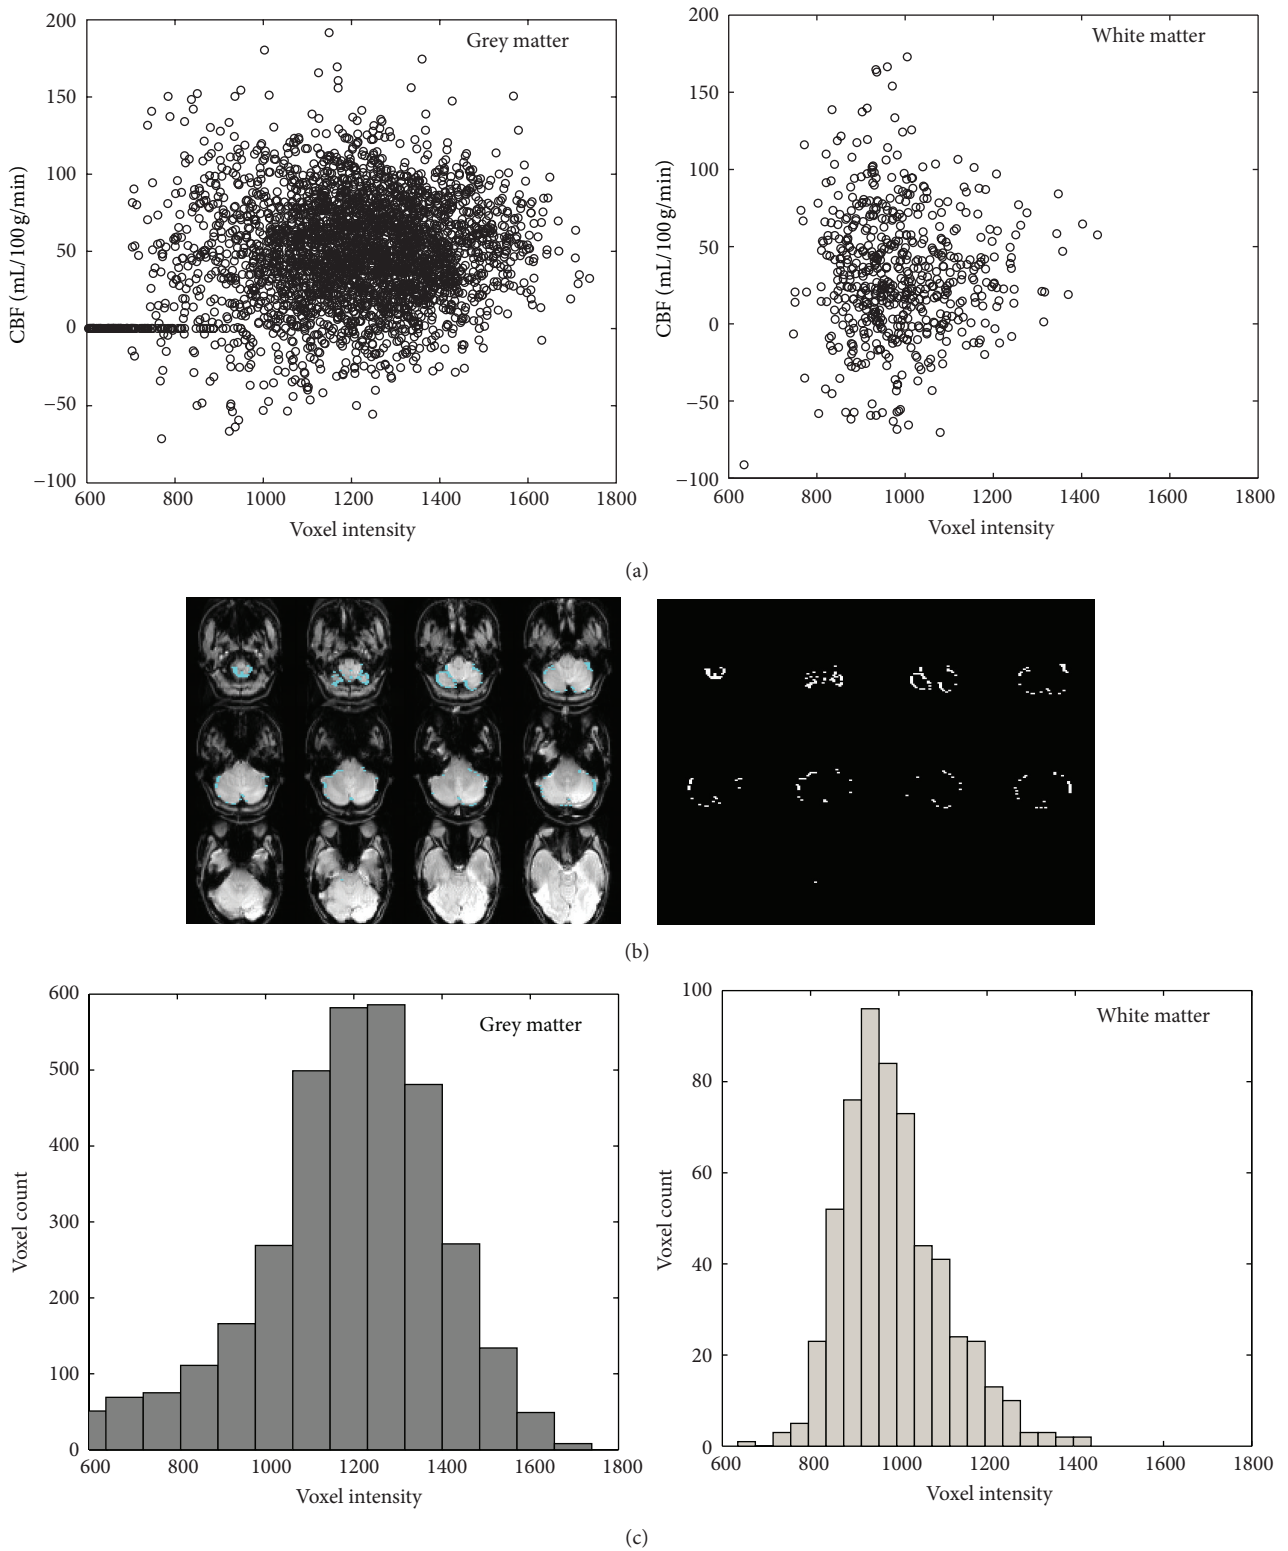 200
150
100
50
0
−50
−100
CBF (mL/100 g/min)
Grey matter
600 800 1000 1200 1400 1600 1800
Voxel intensity
200
150
100
50
0
−50
−100
CBF (mL/100 g/min)
White matter
600 800 1000 1200 1400 1600 1800
Voxel intensity
(a)
(b)
600
500
400
300
200
100
0
Voxel count
Grey matter
600 800 1000 1200 1400 1600 1800
Voxel intensity
100
80
60
40
20
0
Voxel count
White matter
600 800 1000 1200 1400 1600 1800
Voxel intensity
(c)